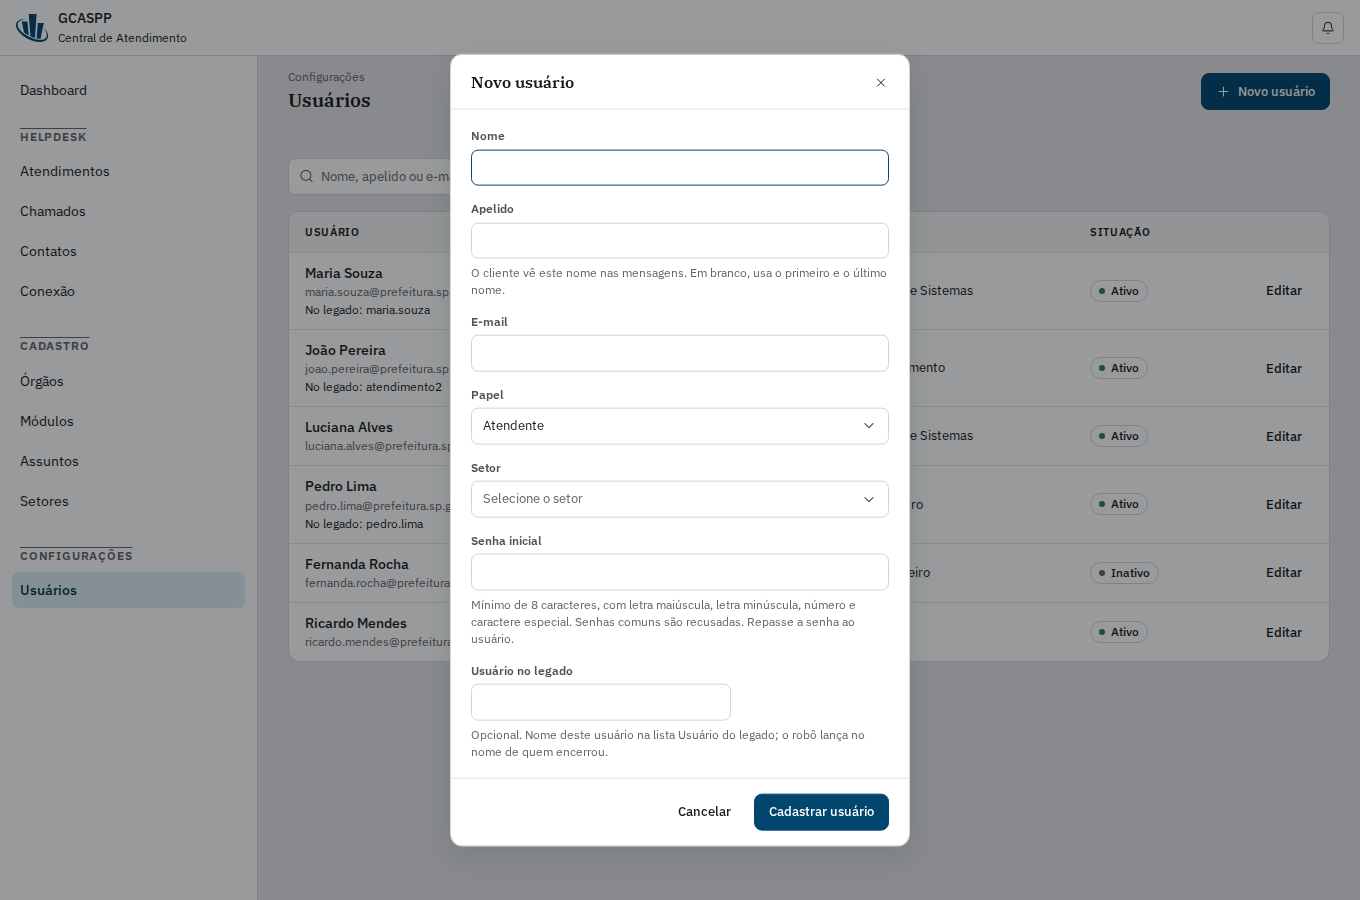 GCASPP
Central de Atendimento
Dashboard
HELPDESK
Atendimentos
Chamados
Contatos
Conexão
CADASTRO
Órgãos
Módulos
Assuntos
Setores
CONFIGURAÇÕES
Usuários
Configurações
Usuários
Novo usuário
Nome, apelido ou e-m
USUÁRIO
SITUAÇÃO
Maria Souza
maria.souza@prefeitura.sp
No legado: maria.souza
e Sistemas
Ativo
Editar
João Pereira
joao.pereira@prefeitura.sp
No legado: atendimento2
mento
Ativo
Editar
Luciana Alves
luciana.alves@prefeitura.sp
e Sistemas
Ativo
Editar
Pedro Lima
pedro.lima@prefeitura.sp.g
No legado: pedro.lima
ro
Ativo
Editar
Fernanda Rocha
fernanda.rocha@prefeitura
eiro
Inativo
Editar
Ricardo Mendes
ricardo.mendes@prefeitura
Ativo
Editar
Novo usuário
Nome
Apelido
O cliente vê este nome nas mensagens. Em branco, usa o primeiro e o último
nome.
E-mail
Papel
Atendente
Setor
Selecione o setor
Senha inicial
Mínimo de 8 caracteres, com letra maiúscula, letra minúscula, número e
caractere especial. Senhas comuns são recusadas. Repasse a senha ao
usuário.
Usuário no legado
Opcional. Nome deste usuário na lista Usuário do legado; o robô lança no
nome de quem encerrou.
Cancelar
Cadastrar usuário